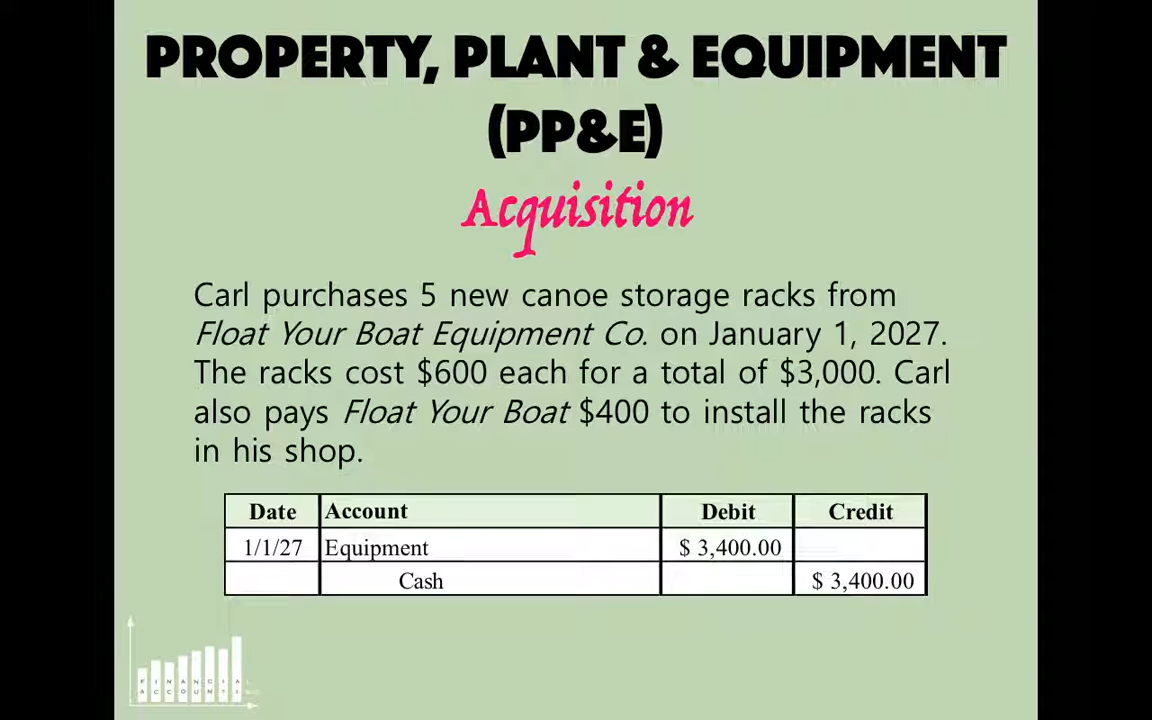 PROPERTY, PLANT & EQUIPMENT
(PP&E)
Acquisition
Carl purchases 5 new canoe storage racks from
Float Your Boat Equipment Co. on January 1, 2027.
The racks cost $600 each for a total of $3,000. Carl
also pays Float Your Boat $400 to install the racks
in his shop.
Date Account Debit Credit
1/1/27 Equipment $ 3,400.00
Cash $ 3,400.00
FINANCIAL
ACCOUNTING